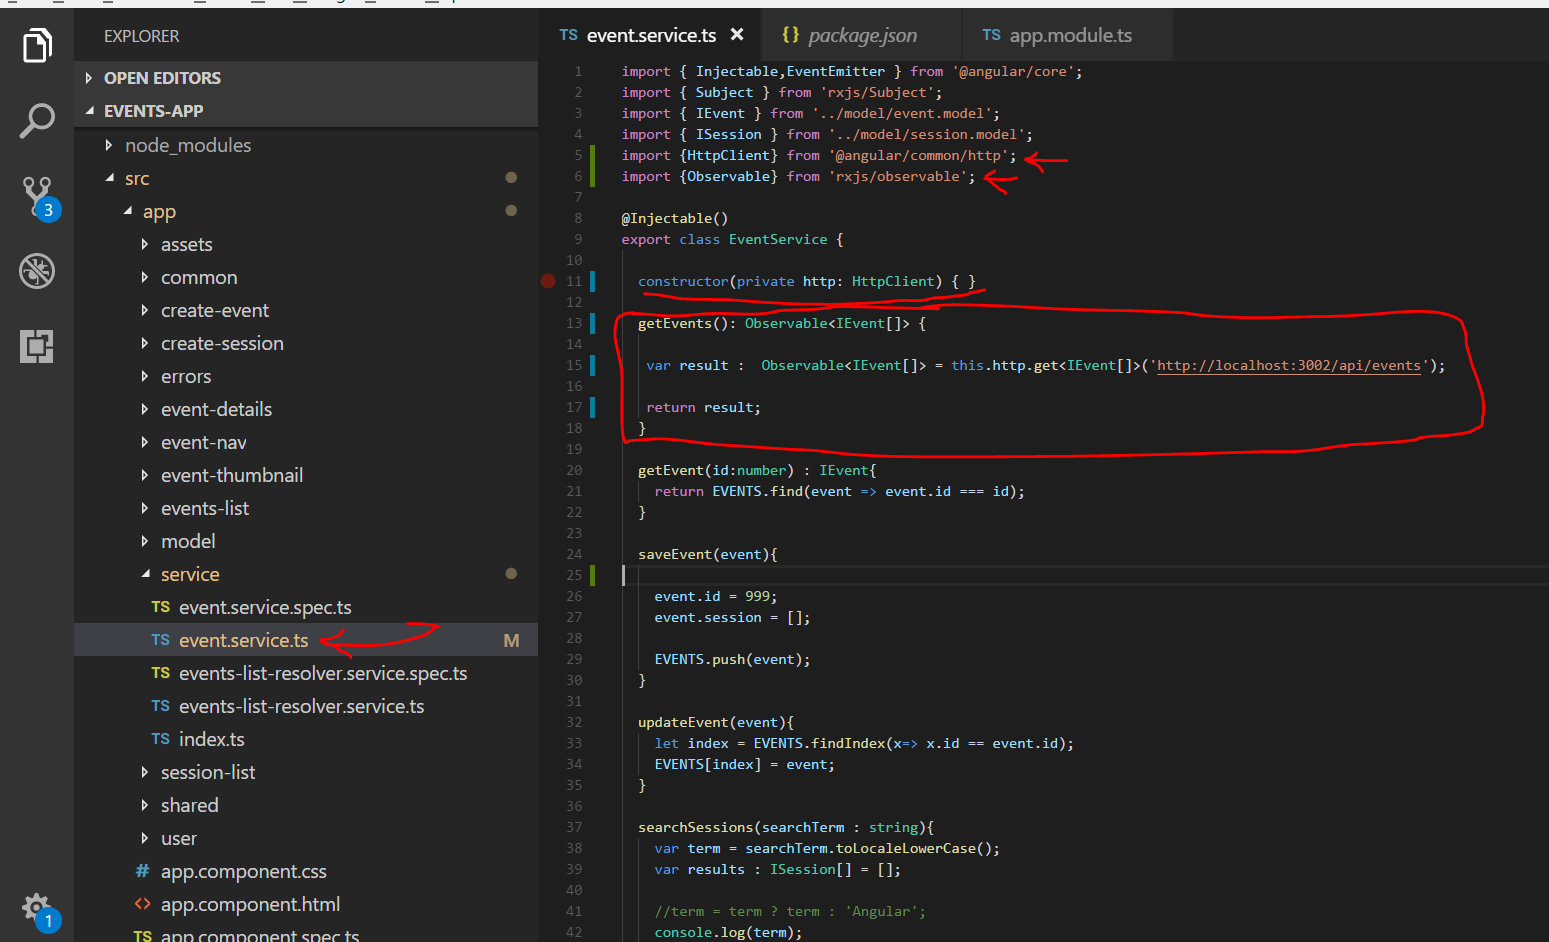 EXPLORER
OPEN EDITORS
EVENTS-APP
node_modules
src
app
assets
common
create-event
create-session
errors
event-details
event-nav
event-thumbnail
events-list
model
service
TS event.service.spec.ts
TS event.service.ts M
TS events-list-resolver.service.spec.ts
TS events-list-resolver.service.ts
TS index.ts
session-list
shared
user
# app.component.css
<> app.component.html
TS app.component.spec.ts
3
1
TS event.service.ts × {} package.json TS app.module.ts
1 import { Injectable,EventEmitter } from '@angular/core';
2 import { Subject } from 'rxjs/Subject';
3 import { IEvent } from '../model/event.model';
4 import { ISession } from '../model/session.model';
5 import {HttpClient} from '@angular/common/http';
6 import {Observable} from 'rxjs/observable';
7
8 @Injectable()
9 export class EventService {
10
11 constructor(private http: HttpClient) { }
12
13 getEvents(): Observable<IEvent[]> {
14
15 var result :  Observable<IEvent[]> = this.http.get<IEvent[]>('http://localhost:3002/api/events');
16
17 return result;
18 }
19
20 getEvent(id:number) : IEvent{
21 return EVENTS.find(event => event.id === id);
22 }
23
24 saveEvent(event){
25
26 event.id = 999;
27 event.session = [];
28
29 EVENTS.push(event);
30 }
31
32 updateEvent(event){
33 let index = EVENTS.findIndex(x=> x.id == event.id);
34 EVENTS[index] = event;
35 }
36
37 searchSessions(searchTerm : string){
38 var term = searchTerm.toLocaleLowerCase();
39 var results : ISession[] = [];
40
41 //term = term ? term : 'Angular';
42 console.log(term);